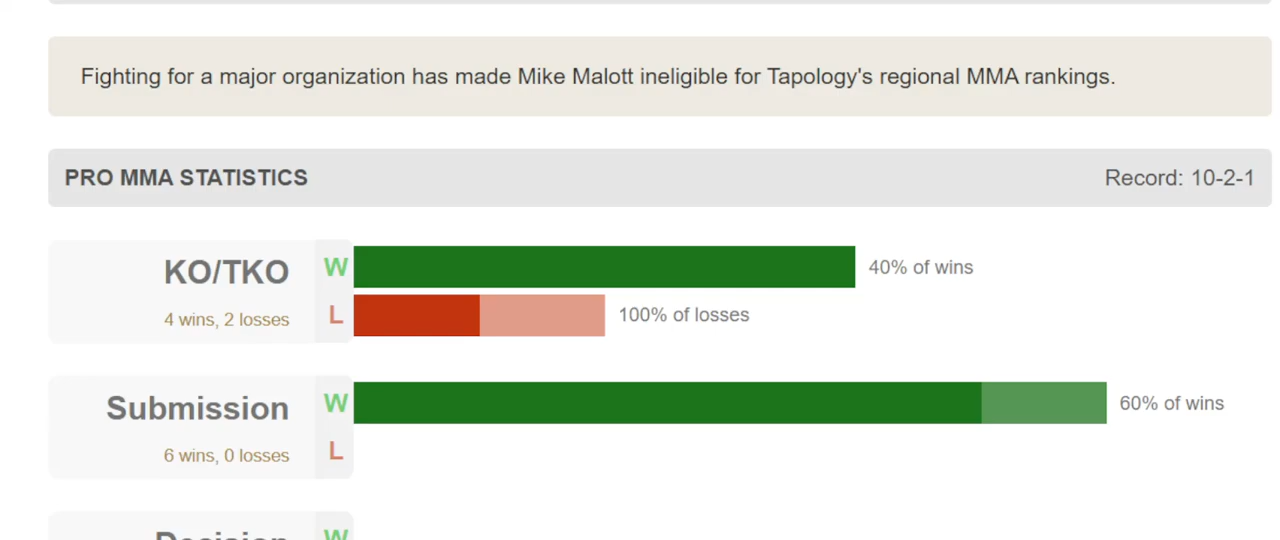 Fighting for a major organization has made Mike Malott ineligible for Tapology's regional MMA rankings.
PRO MMA STATISTICS
Record: 10-2-1
KO/TKO
4 wins, 2 losses
W
40% of wins
L
100% of losses
Submission
6 wins, 0 losses
W
60% of wins
L
Decision
W